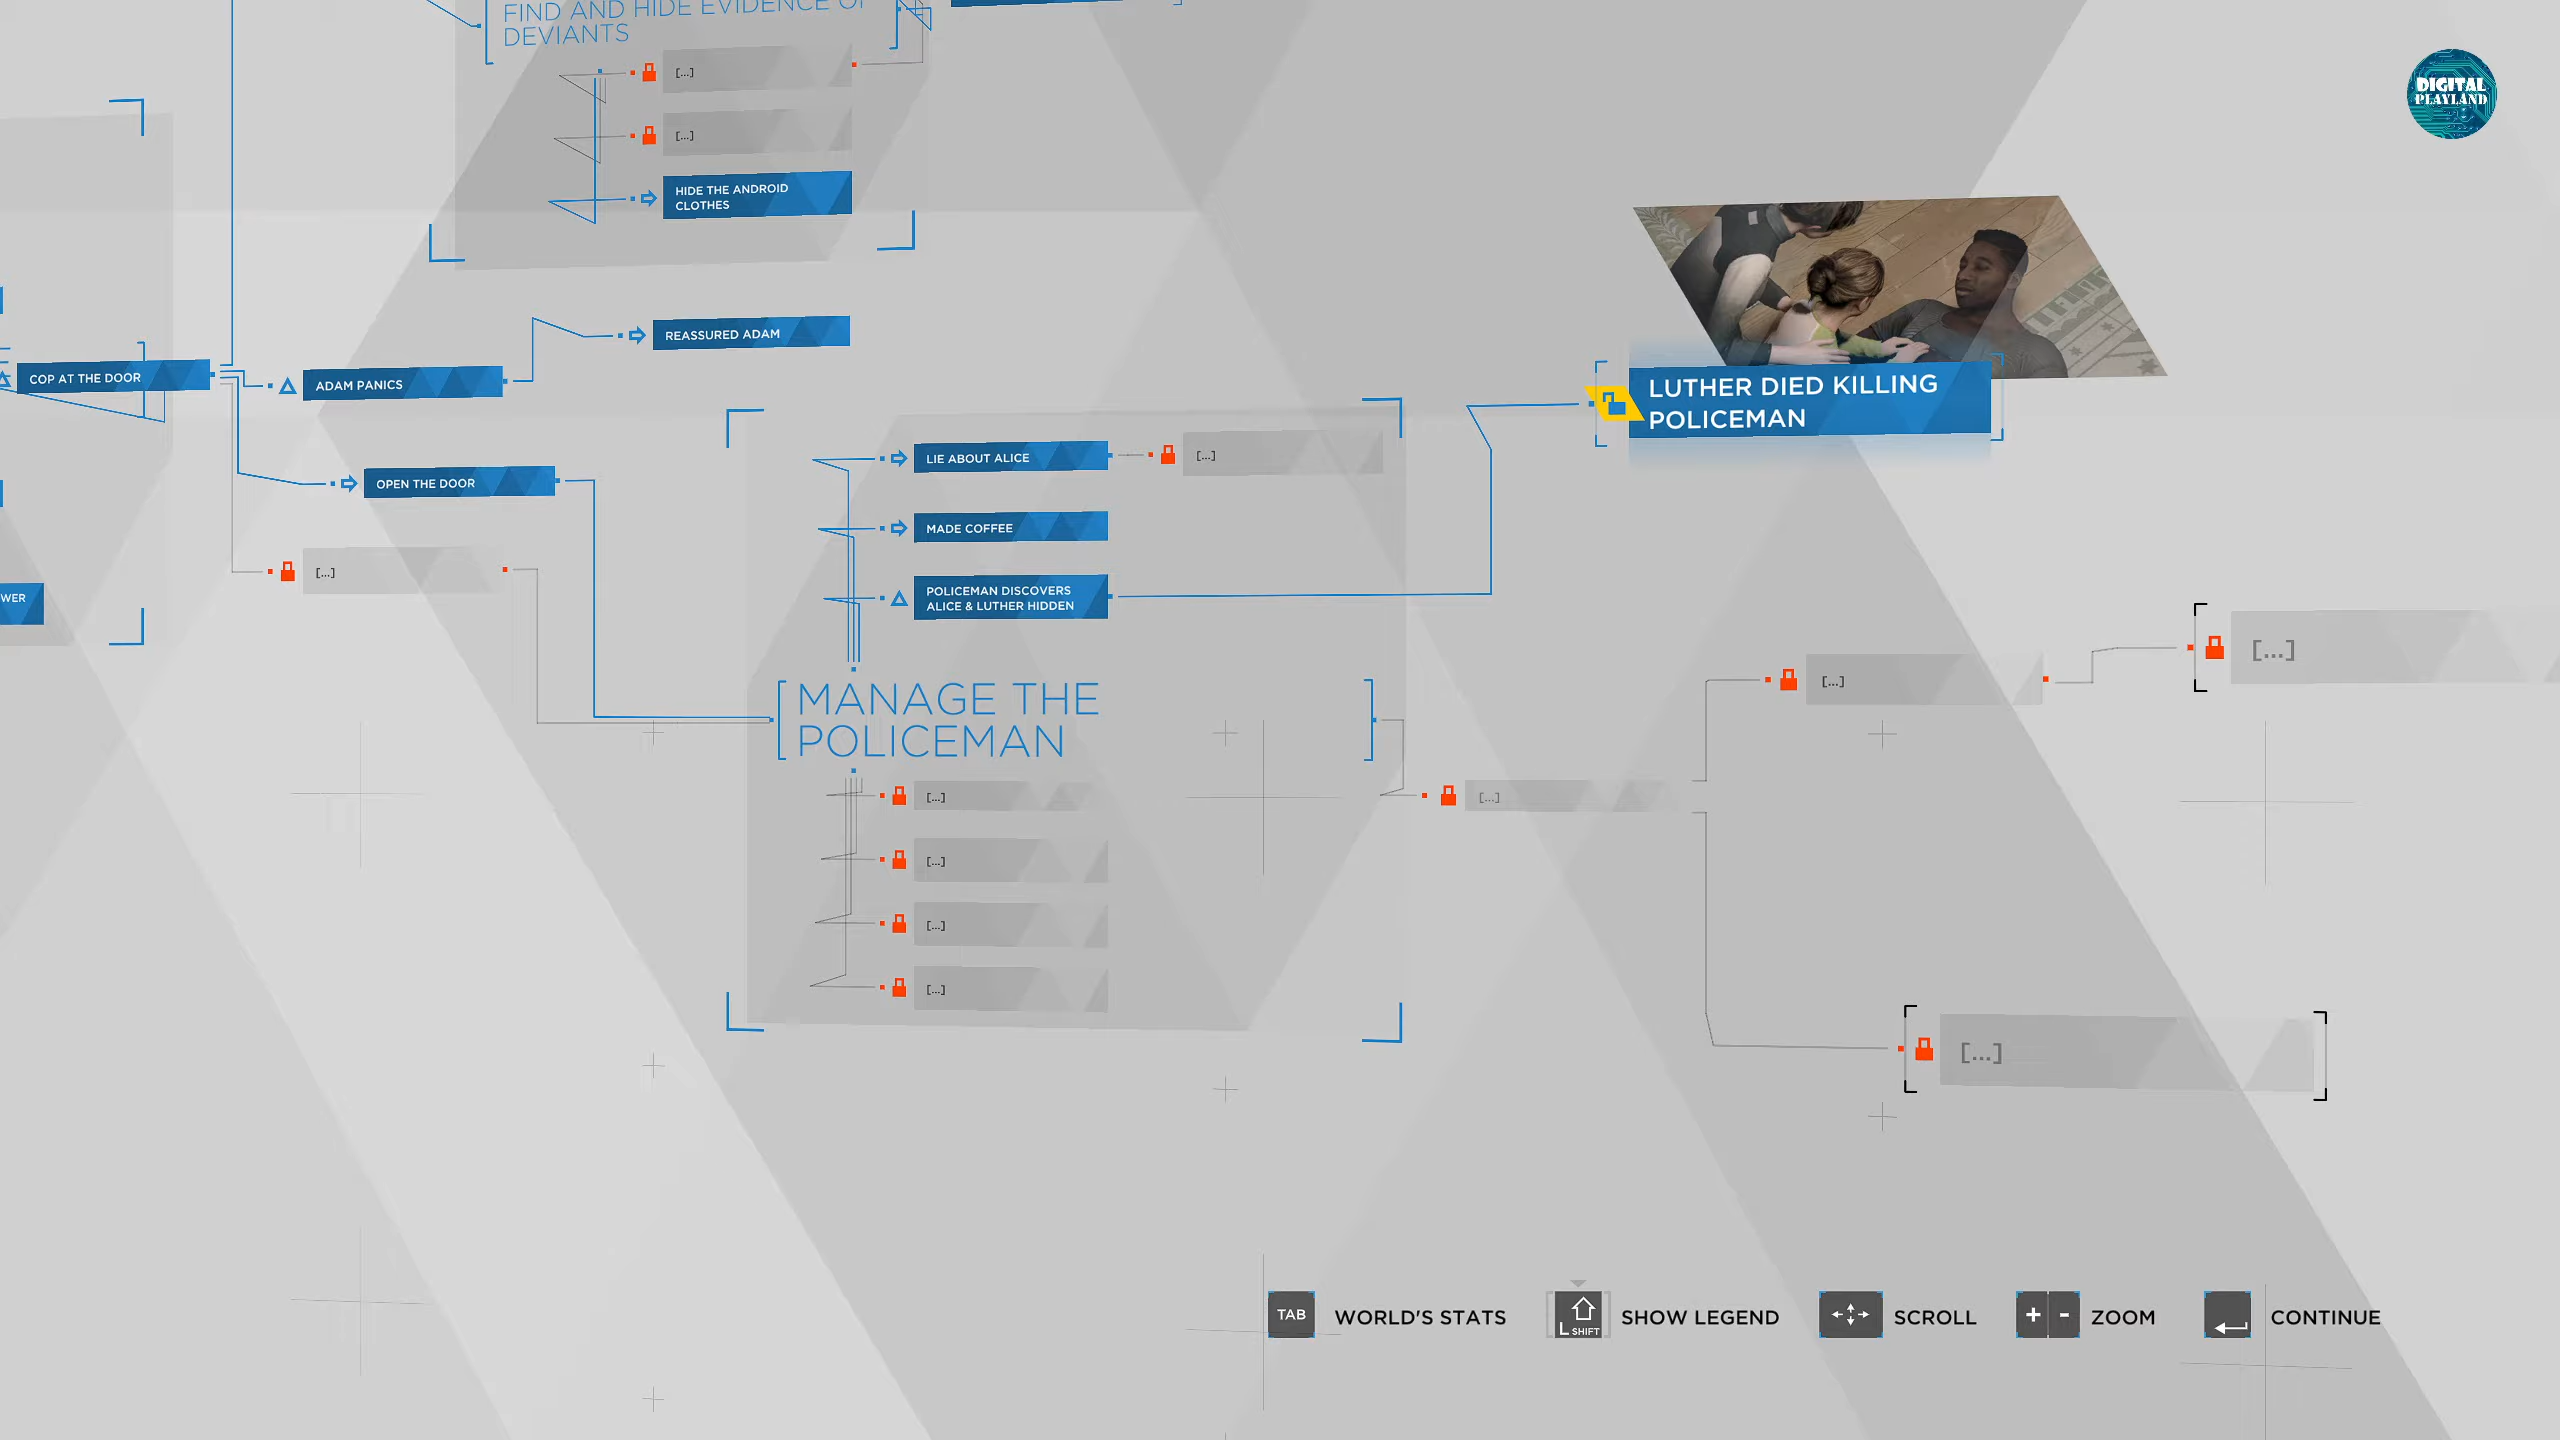 FIND AND HIDE EVIDENCE OF
DEVIANTS
[...]
[...]
HIDE THE ANDROID
CLOTHES
DIGITAL
PLAYLAND
REASSURED ADAM
COP AT THE DOOR
ADAM PANICS
LUTHER DIED KILLING
POLICEMAN
LIE ABOUT ALICE
[...]
OPEN THE DOOR
MADE COFFEE
[...]
POLICEMAN DISCOVERS
ALICE & LUTHER HIDDEN
WER
MANAGE THE
POLICEMAN
[...]
[...]
[...]
[...]
[...]
[...]
[...]
[...]
TAB WORLD'S STATS L SHIFT SHOW LEGEND SCROLL + - ZOOM CONTINUE